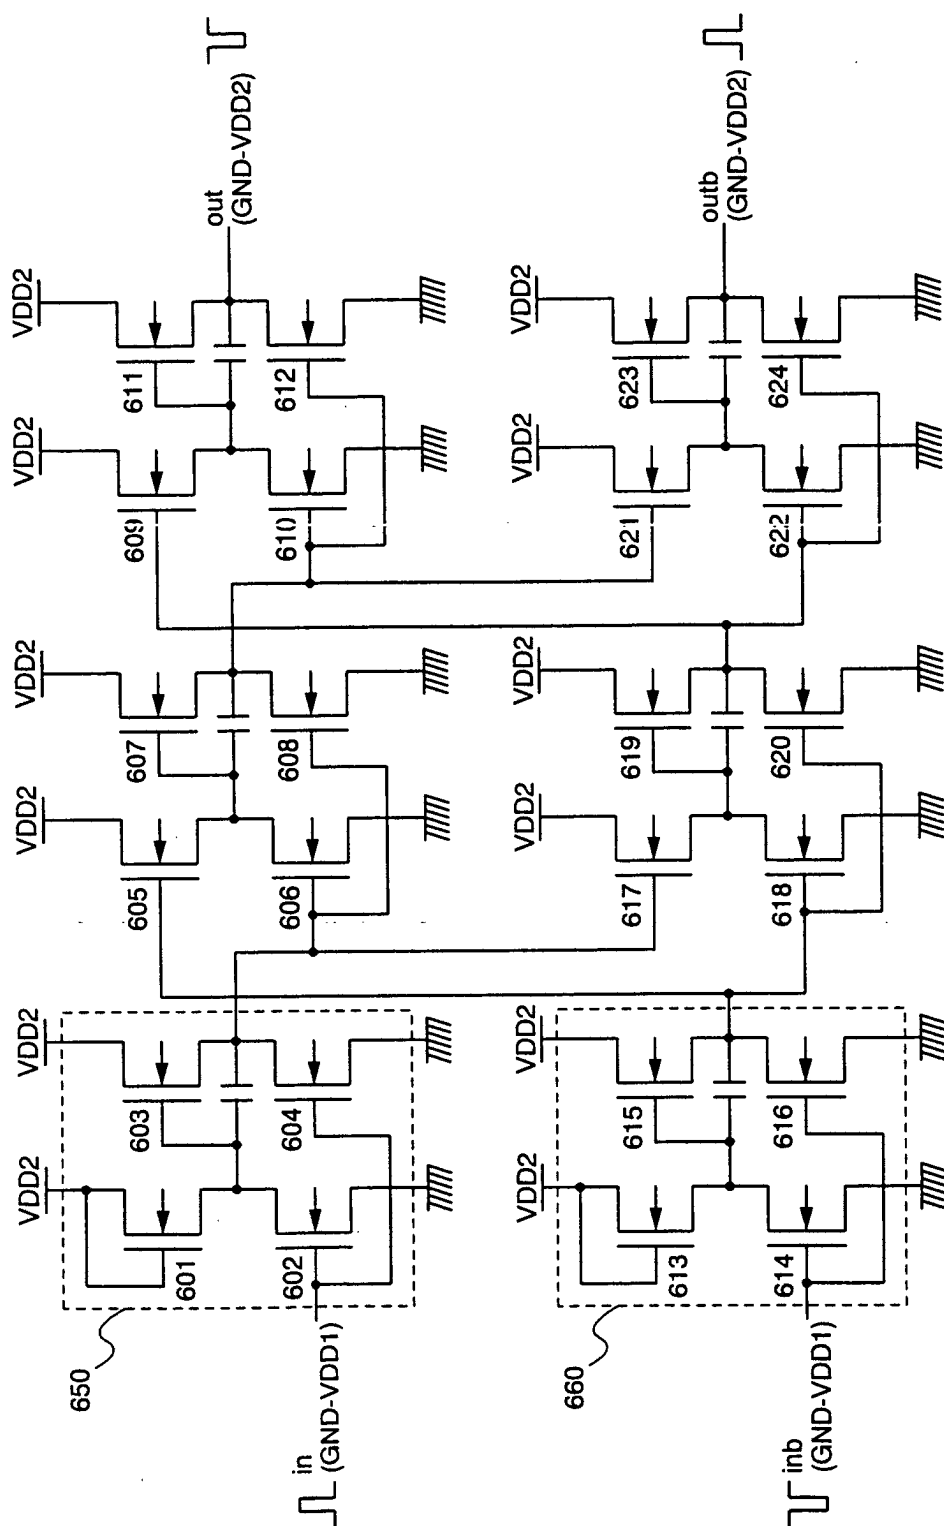 650
in
(GND-VDD1)
VDD2
VDD2
601
603
602
604
VDD2
VDD2
605
607
606
608
VDD2
VDD2
609
611
610
612
out
(GND-VDD2)
660
inb
(GND-VDD1)
VDD2
VDD2
613
615
614
616
VDD2
VDD2
617
619
618
620
VDD2
VDD2
621
623
622
624
outb
(GND-VDD2)